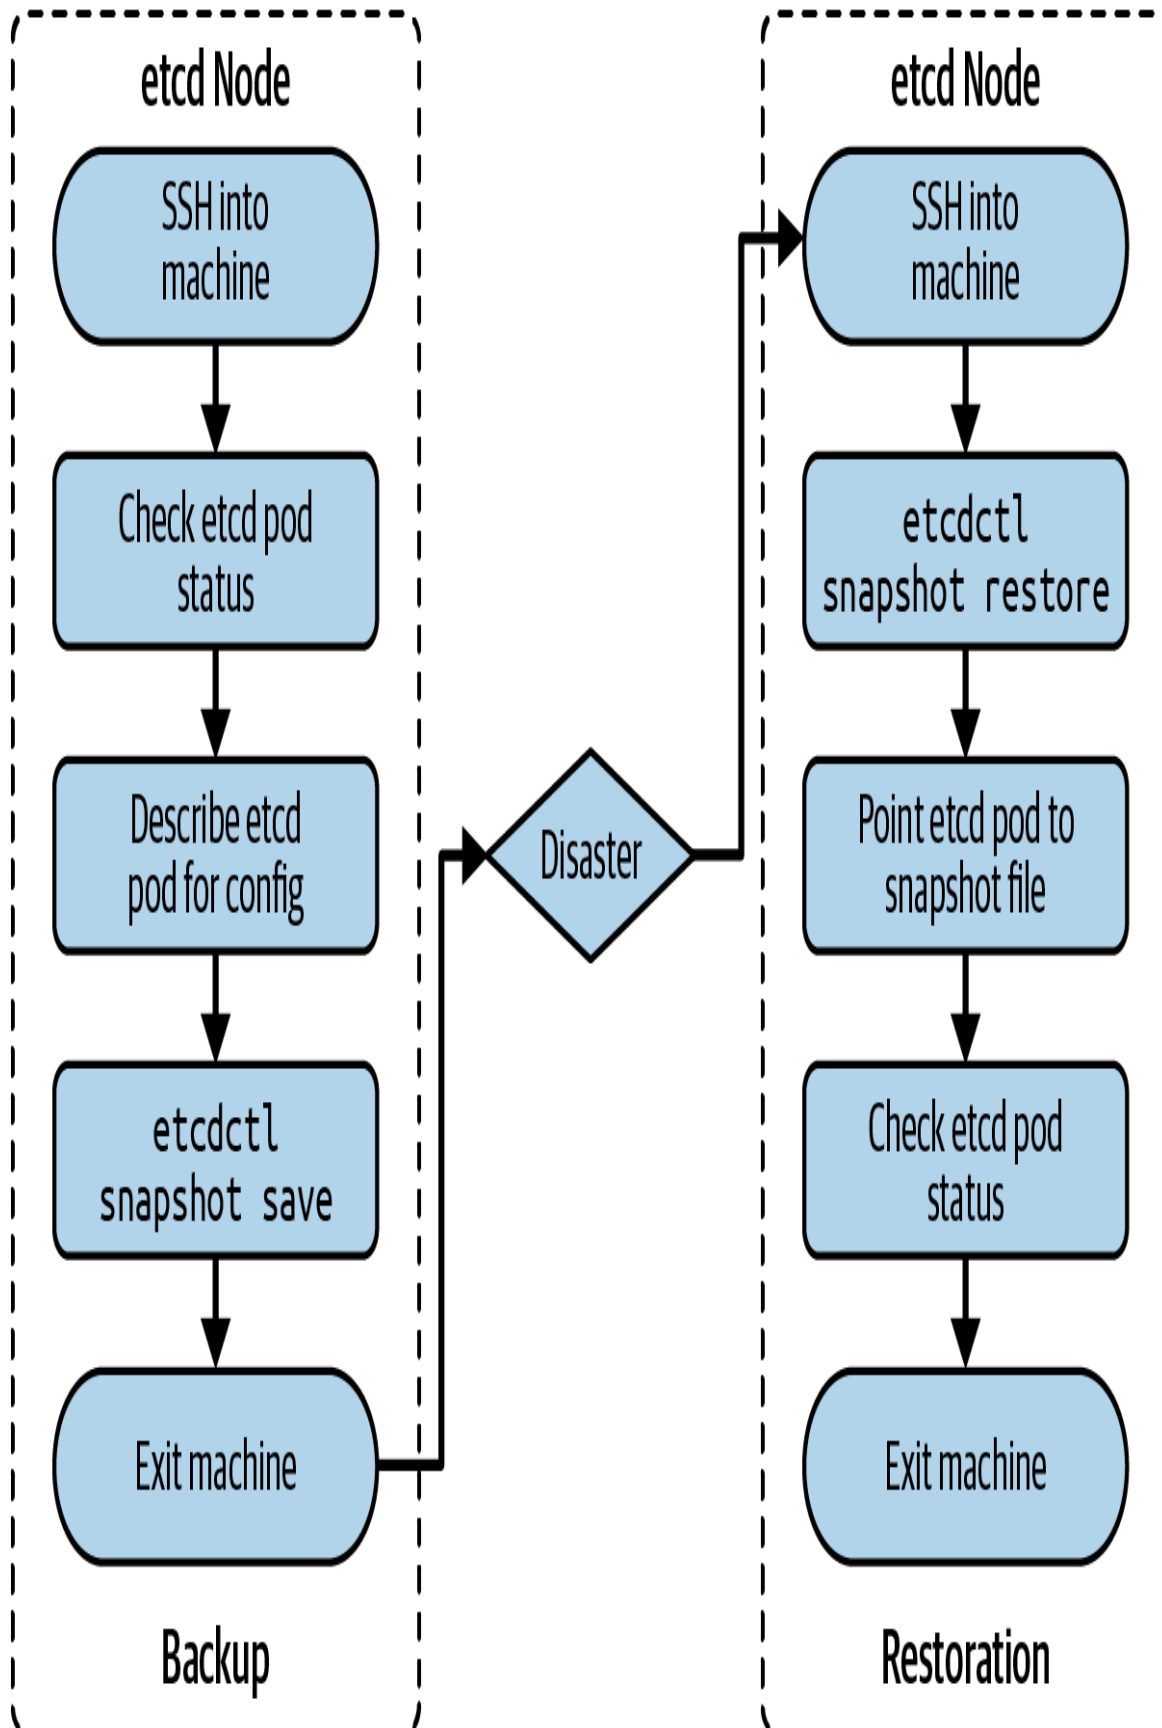 etcd Node
SSH into
machine
Check etcd pod
status
Describe etcd
pod for config
etcdctl
snapshot save
Exit machine
Backup
Disaster
etcd Node
SSH into
machine
etcdctl
snapshot restore
Point etcd pod to
snapshot file
Check etcd pod
status
Exit machine
Restoration